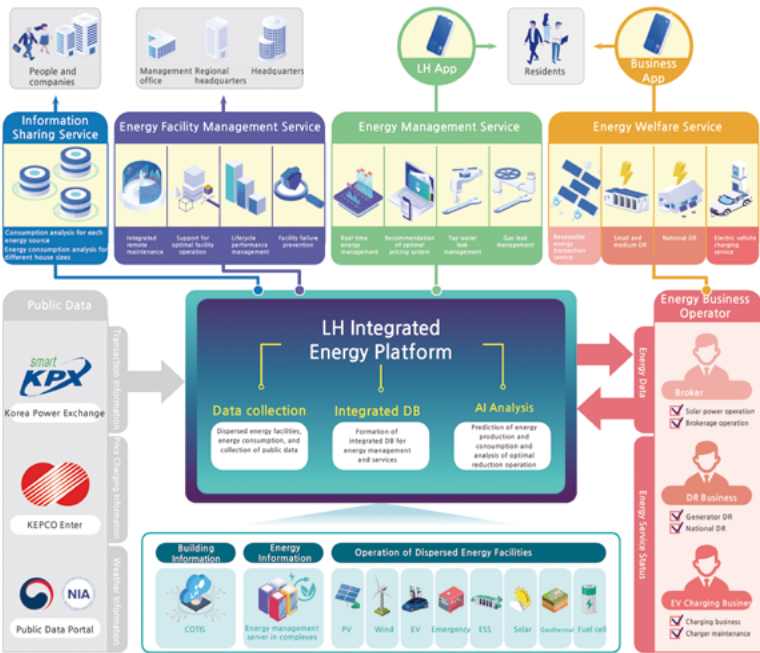 People and
companies
Management
office
Regional
headquarters
Headquarters
LH App
Residents
Business
App
Information
Sharing Service
Consumption analysis for each
energy source
Energy consumption analysis for
different house sizes
Energy Facility Management Service
Integrated
remote
maintenance
Support for
optimal facility
operation
Lifecycle
performance
management
Facility failure
prevention
Energy Management Service
Real-time
energy
management
Recommendation
of optimal
pricing system
Tap water
leak
management
Gas leak
management
Energy Welfare Service
Renewable
energy
transaction
service
Small and
medium DR
National DR
Electric vehicle
charging
service
Public Data
smart
KPX
Korea Power Exchange
KEPCO Enter
NIA
Public Data Portal
Transaction Information
Price Charging Information
Weather Information
LH Integrated
Energy Platform
Data collection
Dispersed energy facilities,
energy consumption, and
collection of public data
Integrated DB
Formation of
integrated DB for
energy management
and services
AI Analysis
Prediction of energy
production and
consumption and
analysis of optimal
reduction operation
Energy Data
Energy Service Status
Energy Business
Operator
Broker
Solar power operation
Brokerage operation
DR Business
Generator DR
National DR
EV Charging Busines
Charging business
Charger maintenance
Building
Information
COTIS
Energy
Information
Energy management
server in complexes
Operation of Dispersed Energy Facilities
PV
Wind
EV
Emergency
ESS
Solar
Geothermal
Fuel cell